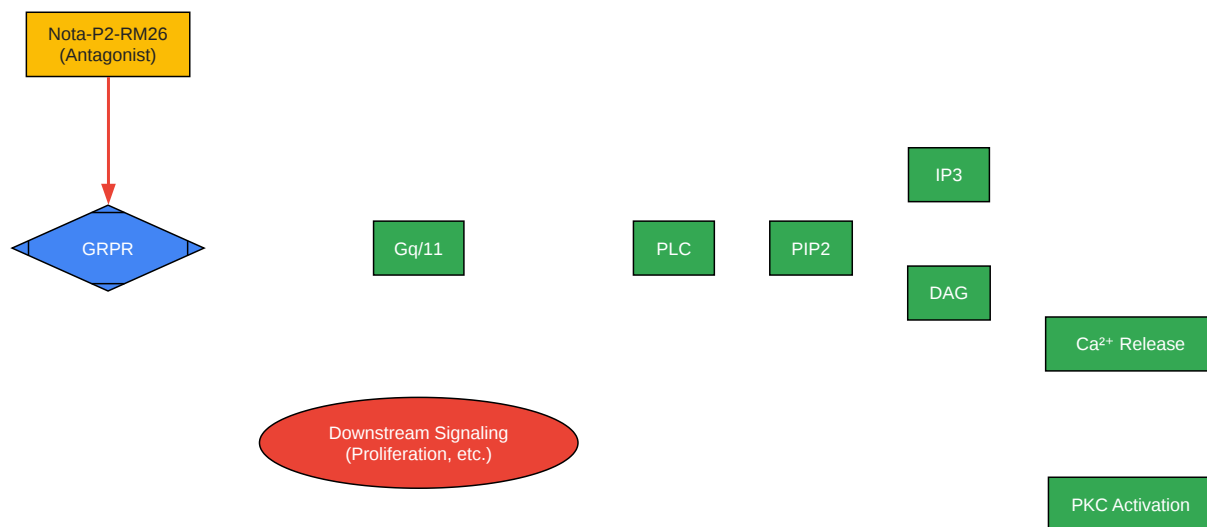 Nota-P2-RM26
(Antagonist)
IP3
GRPR
Gq/11
PLC
PIP2
DAG
Ca²⁺ Release
Downstream Signaling
(Proliferation, etc.)
PKC Activation